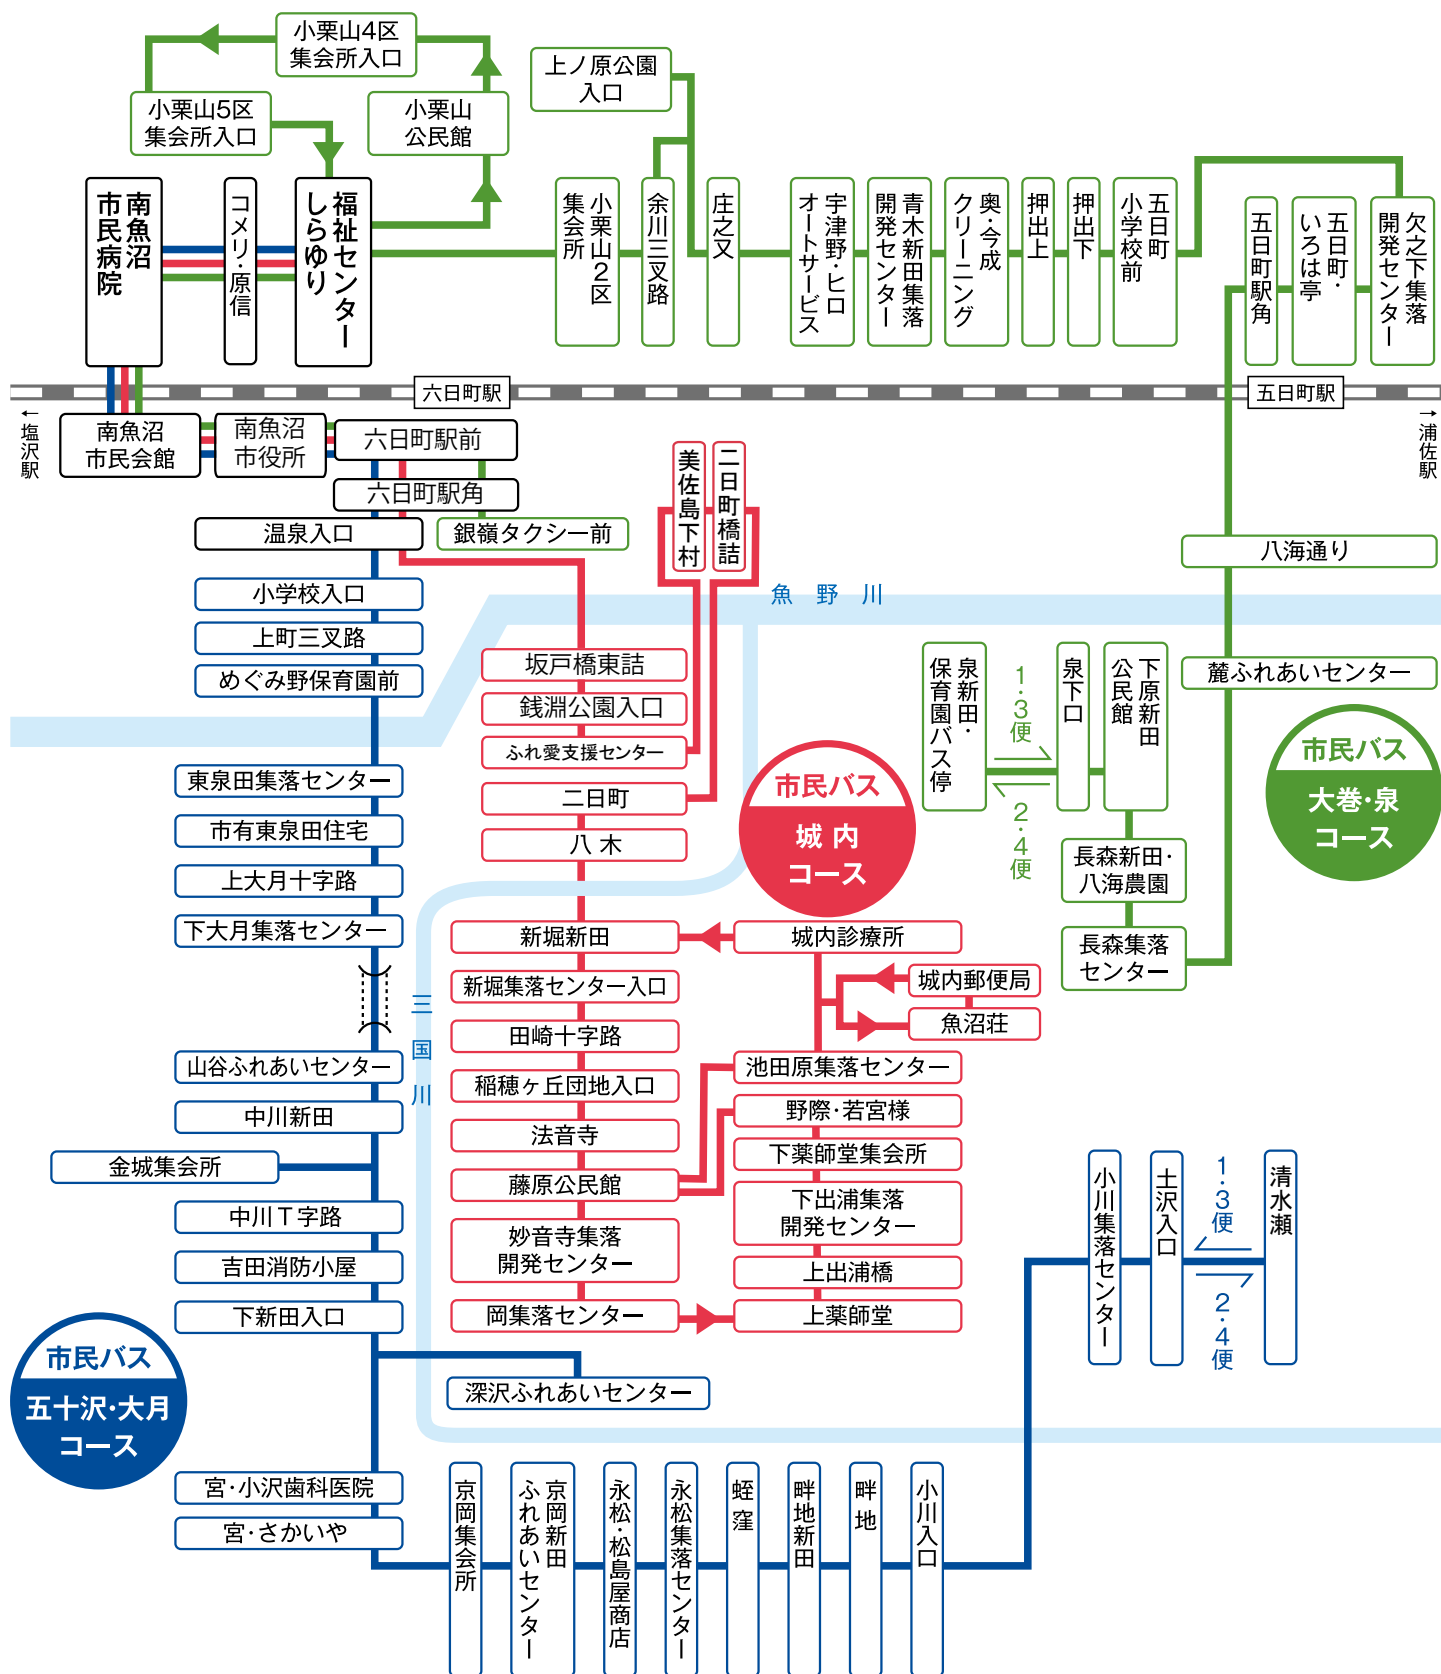 小栗山4区
集会所入口
小栗山5区
集会所入口
小栗山
公民館
上ノ原公園
入口
南魚沼
市民病院
コメリ・原信
福祉センター
しらゆり
小栗山2区
集会所
余川三叉路
庄之又
宇津野・ヒロ
オートサービス
青木新田集落
開発センター
奥・今成
クリーニング
押出上
押出下
五日町
小学校前
五日町駅角
五日町・
いろは亭
欠之下集落
開発センター
六日町駅
五日町駅
←塩沢駅
→浦佐駅
南魚沼
市民会館
南魚沼
市役所
六日町駅前
六日町駅角
温泉入口
銀嶺タクシー前
美佐島下村
二日町橋詰
八海通り
小学校入口
上町三叉路
めぐみ野保育園前
魚野川
坂戸橋東詰
銭淵公園入口
ふれ愛支援センター
二日町
八木
泉新田・
保育園バス停
1・3便
2・4便
泉下口
下原新田
公民館
麓ふれあいセンター
市民バス
大巻・泉
コース
市民バス
城内
コース
長森新田・
八海農園
長森集落
センター
東泉田集落センター
市有東泉田住宅
上大月十字路
下大月集落センター
三国川
新堀新田
新堀集落センター入口
田崎十字路
稲穂ヶ丘団地入口
法音寺
藤原公民館
妙音寺集落
開発センター
岡集落センター
城内診療所
城内郵便局
魚沼荘
池田原集落センター
野際・若宮様
下薬師堂集会所
下出浦集落
開発センター
上出浦橋
上薬師堂
山谷ふれあいセンター
中川新田
金城集会所
中川T字路
吉田消防小屋
下新田入口
深沢ふれあいセンター
市民バス
五十沢・大月
コース
宮・小沢歯科医院
宮・さかいや
京岡集会所
京岡新田
ふれあいセンター
永松・松島屋商店
永松集落センター
蛭窪
畔地新田
畔地
小川入口
小川集落センター
土沢入口
1・3便
2・4便
清水瀬